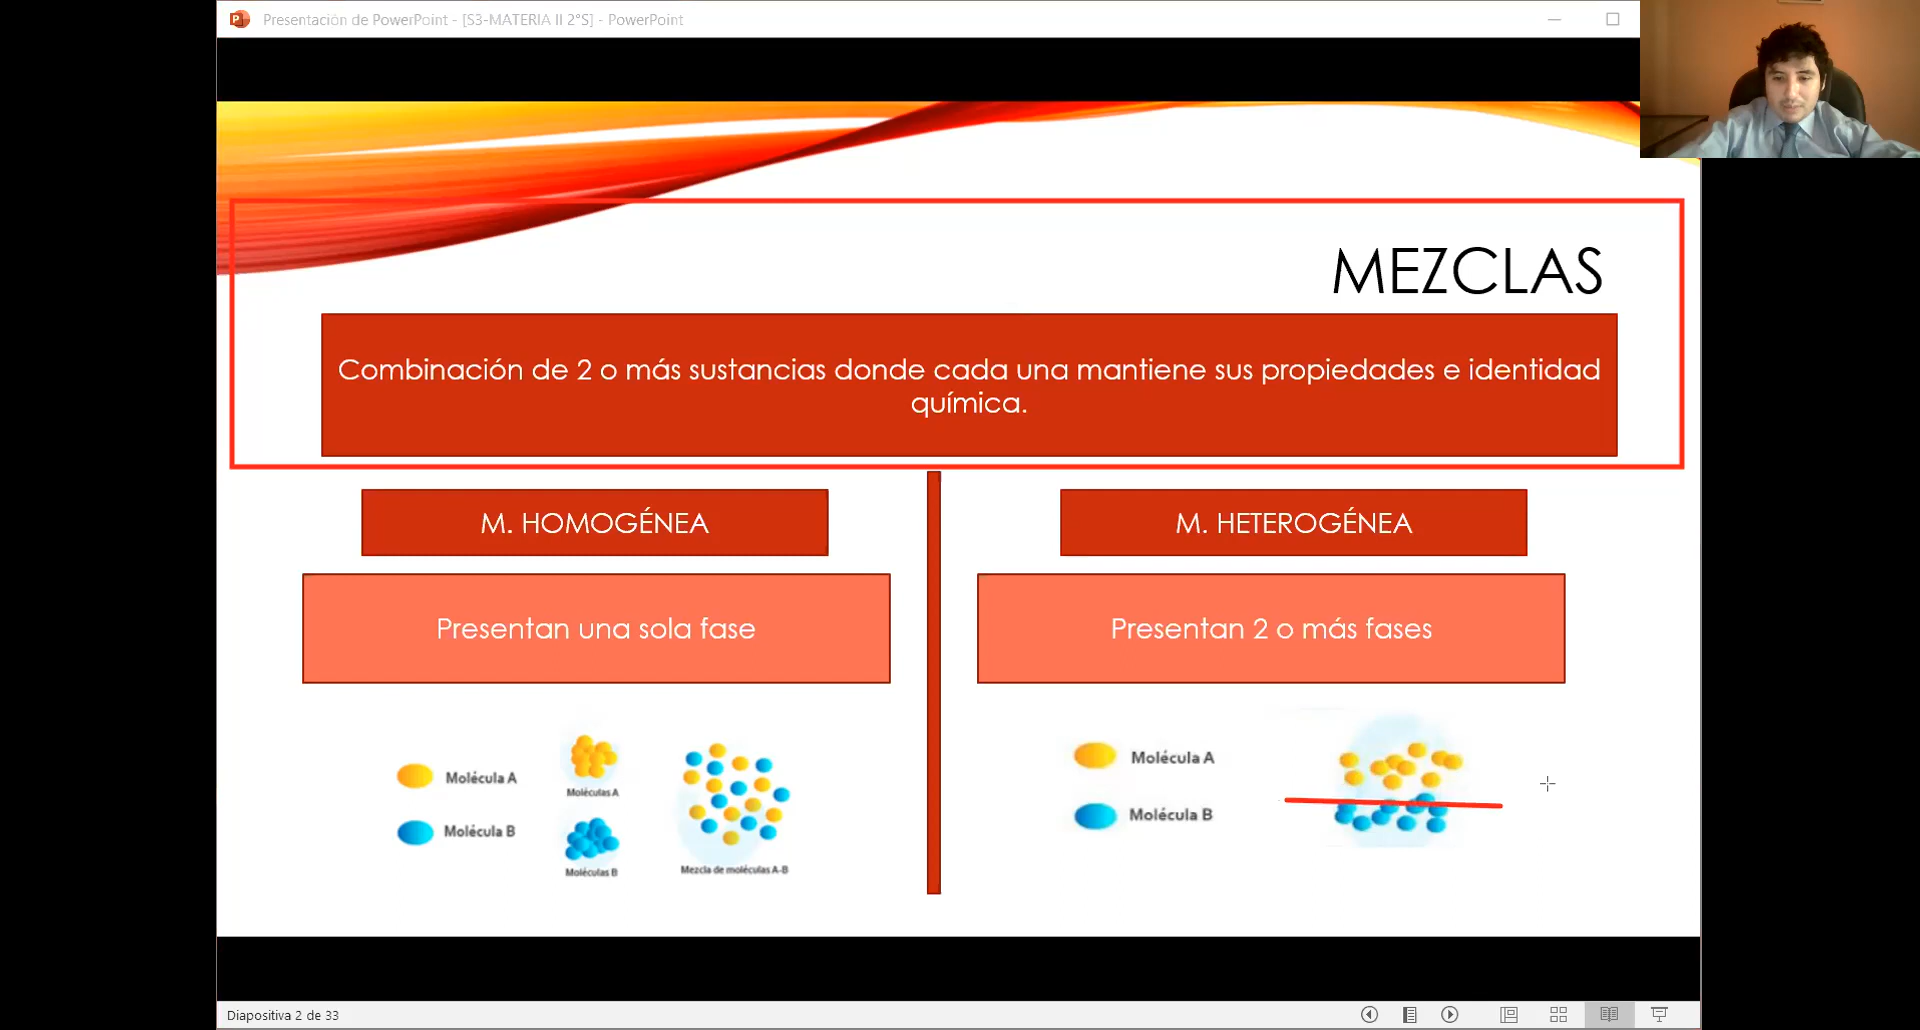 Presentación de PowerPoint - [S3-MATERIA II 2°S] - PowerPoint
MEZCLAS
Combinación de 2 o más sustancias donde cada una mantiene sus propiedades e identidad
química.
M. HOMOGÉNEA
M. HETEROGÉNEA
Presentan una sola fase
Presentan 2 o más fases
Molécula A
Molécula B
Moléculas A
Moléculas B
Mezcla de moléculas A-B
Molécula A
Molécula B
Diapositiva 2 de 33